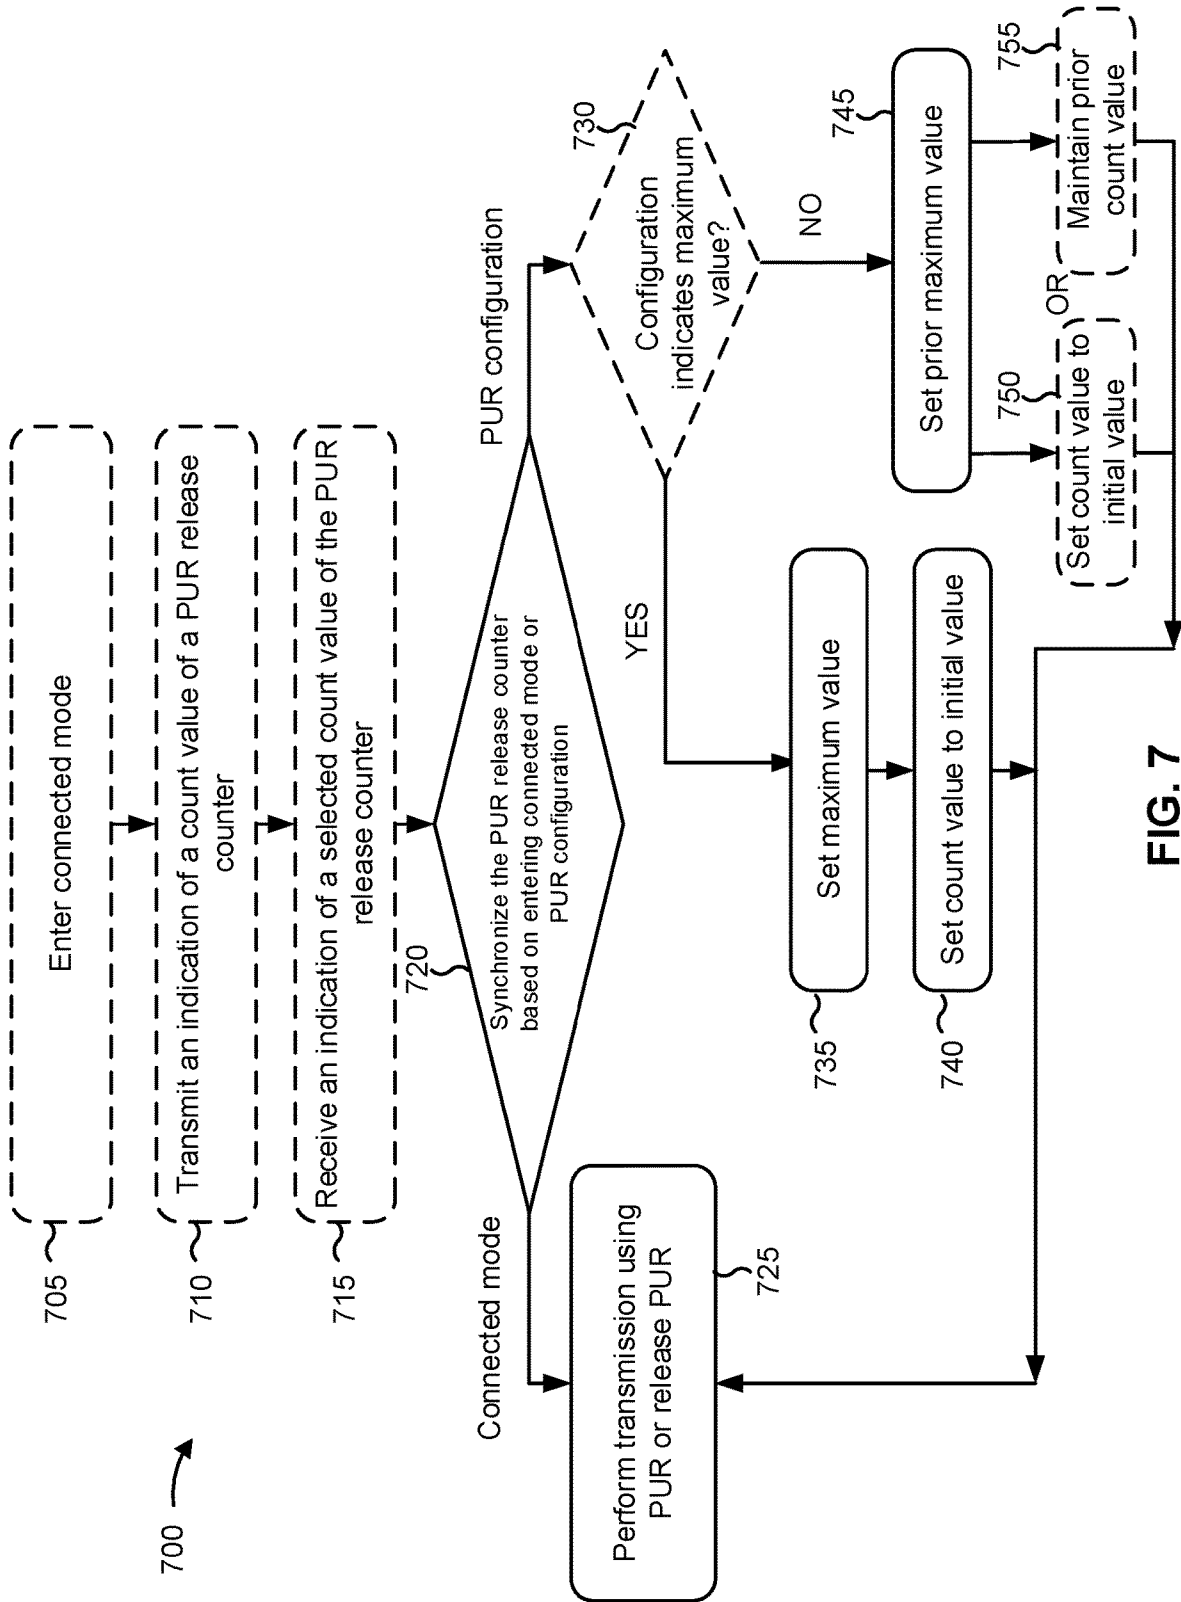 700
705
Enter connected mode
710
Transmit an indication of a count value of a PUR release
counter
715
Receive an indication of a selected count value of the PUR
release counter
720
Synchronize the PUR release counter
based on entering connected mode or
PUR configuration
Connected mode
PUR configuration
Perform transmission using
PUR or release PUR
725
730
Configuration
indicates maximum
value?
YES
NO
735
Set maximum value
740
Set count value to initial value
745
Set prior maximum value
750
Set count value to
initial value
OR
755
Maintain prior
count value
FIG. 7